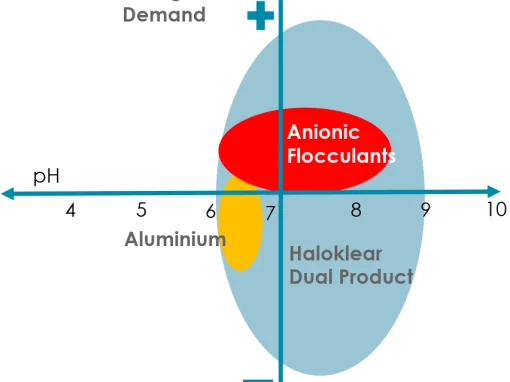 Demand
Anionic
Flocculants
pH
4 5 6 7 8 9 10
Aluminium
Haloklear
Dual Product